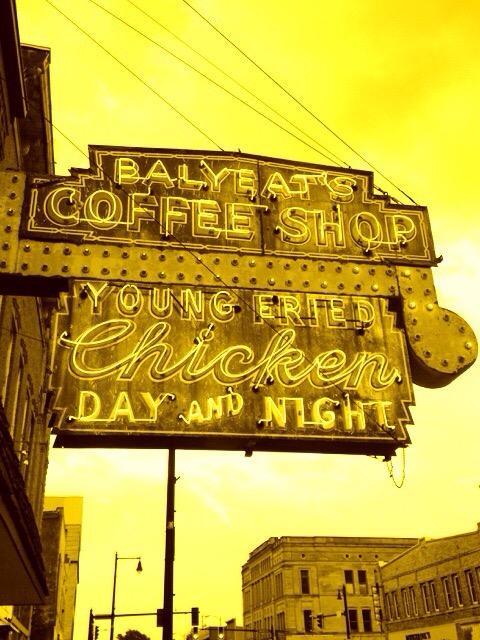 BALYEAT'S
COFFEE SHOP
YOUNG FRIED
Chicken
DAY AND NIGHT